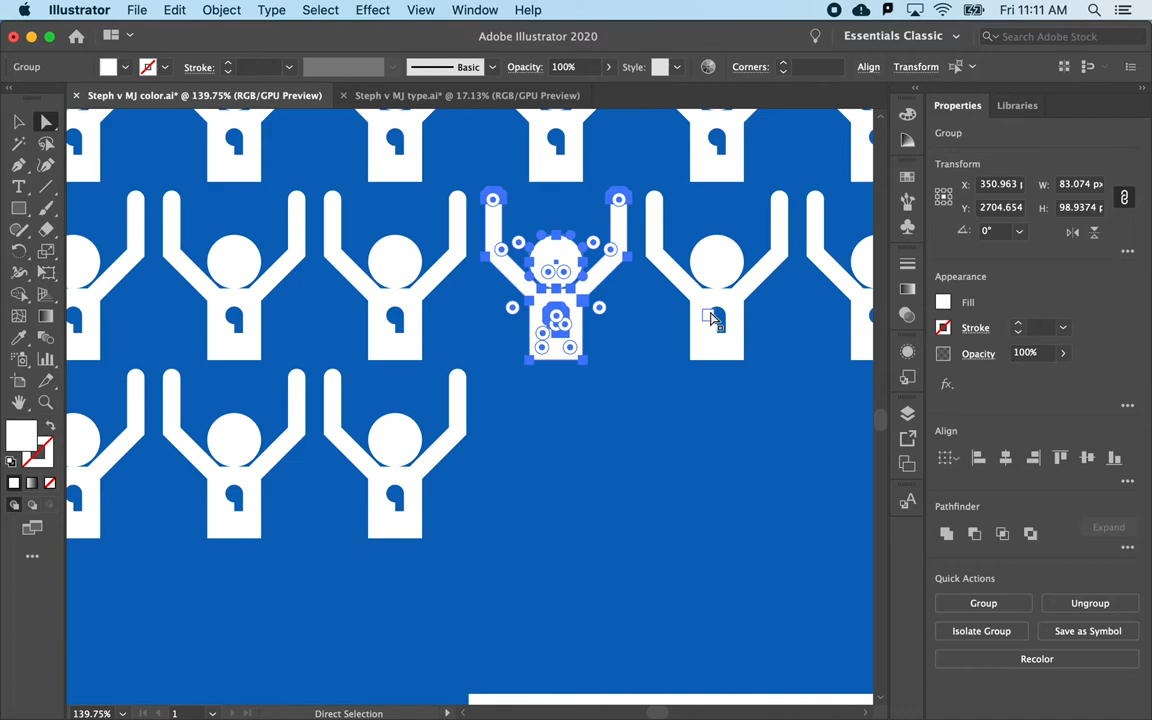 Illustrator File Edit Object Type Select Effect View Window Help Fri 11:11 AM
Adobe Illustrator 2020 Essentials Classic Search Adobe Stock
Group Stroke: Basic Opacity: 100% Style: Corners: Align Transform
× Steph v MJ color.ai* @ 139.75% (RGB/GPU Preview) × Steph v MJ type.ai* @ 17.13% (RGB/GPU Preview)
Properties Libraries
Group
Transform
X: 350.963 W: 83.074 px
Y: 2704.654 H: 98.9374
0°
Appearance
Fill
Stroke
Opacity 100%
fx.
Align
Pathfinder
Expand
Quick Actions
Group Ungroup
Isolate Group Save as Symbol
Recolor
139.75% 1 Direct Selection